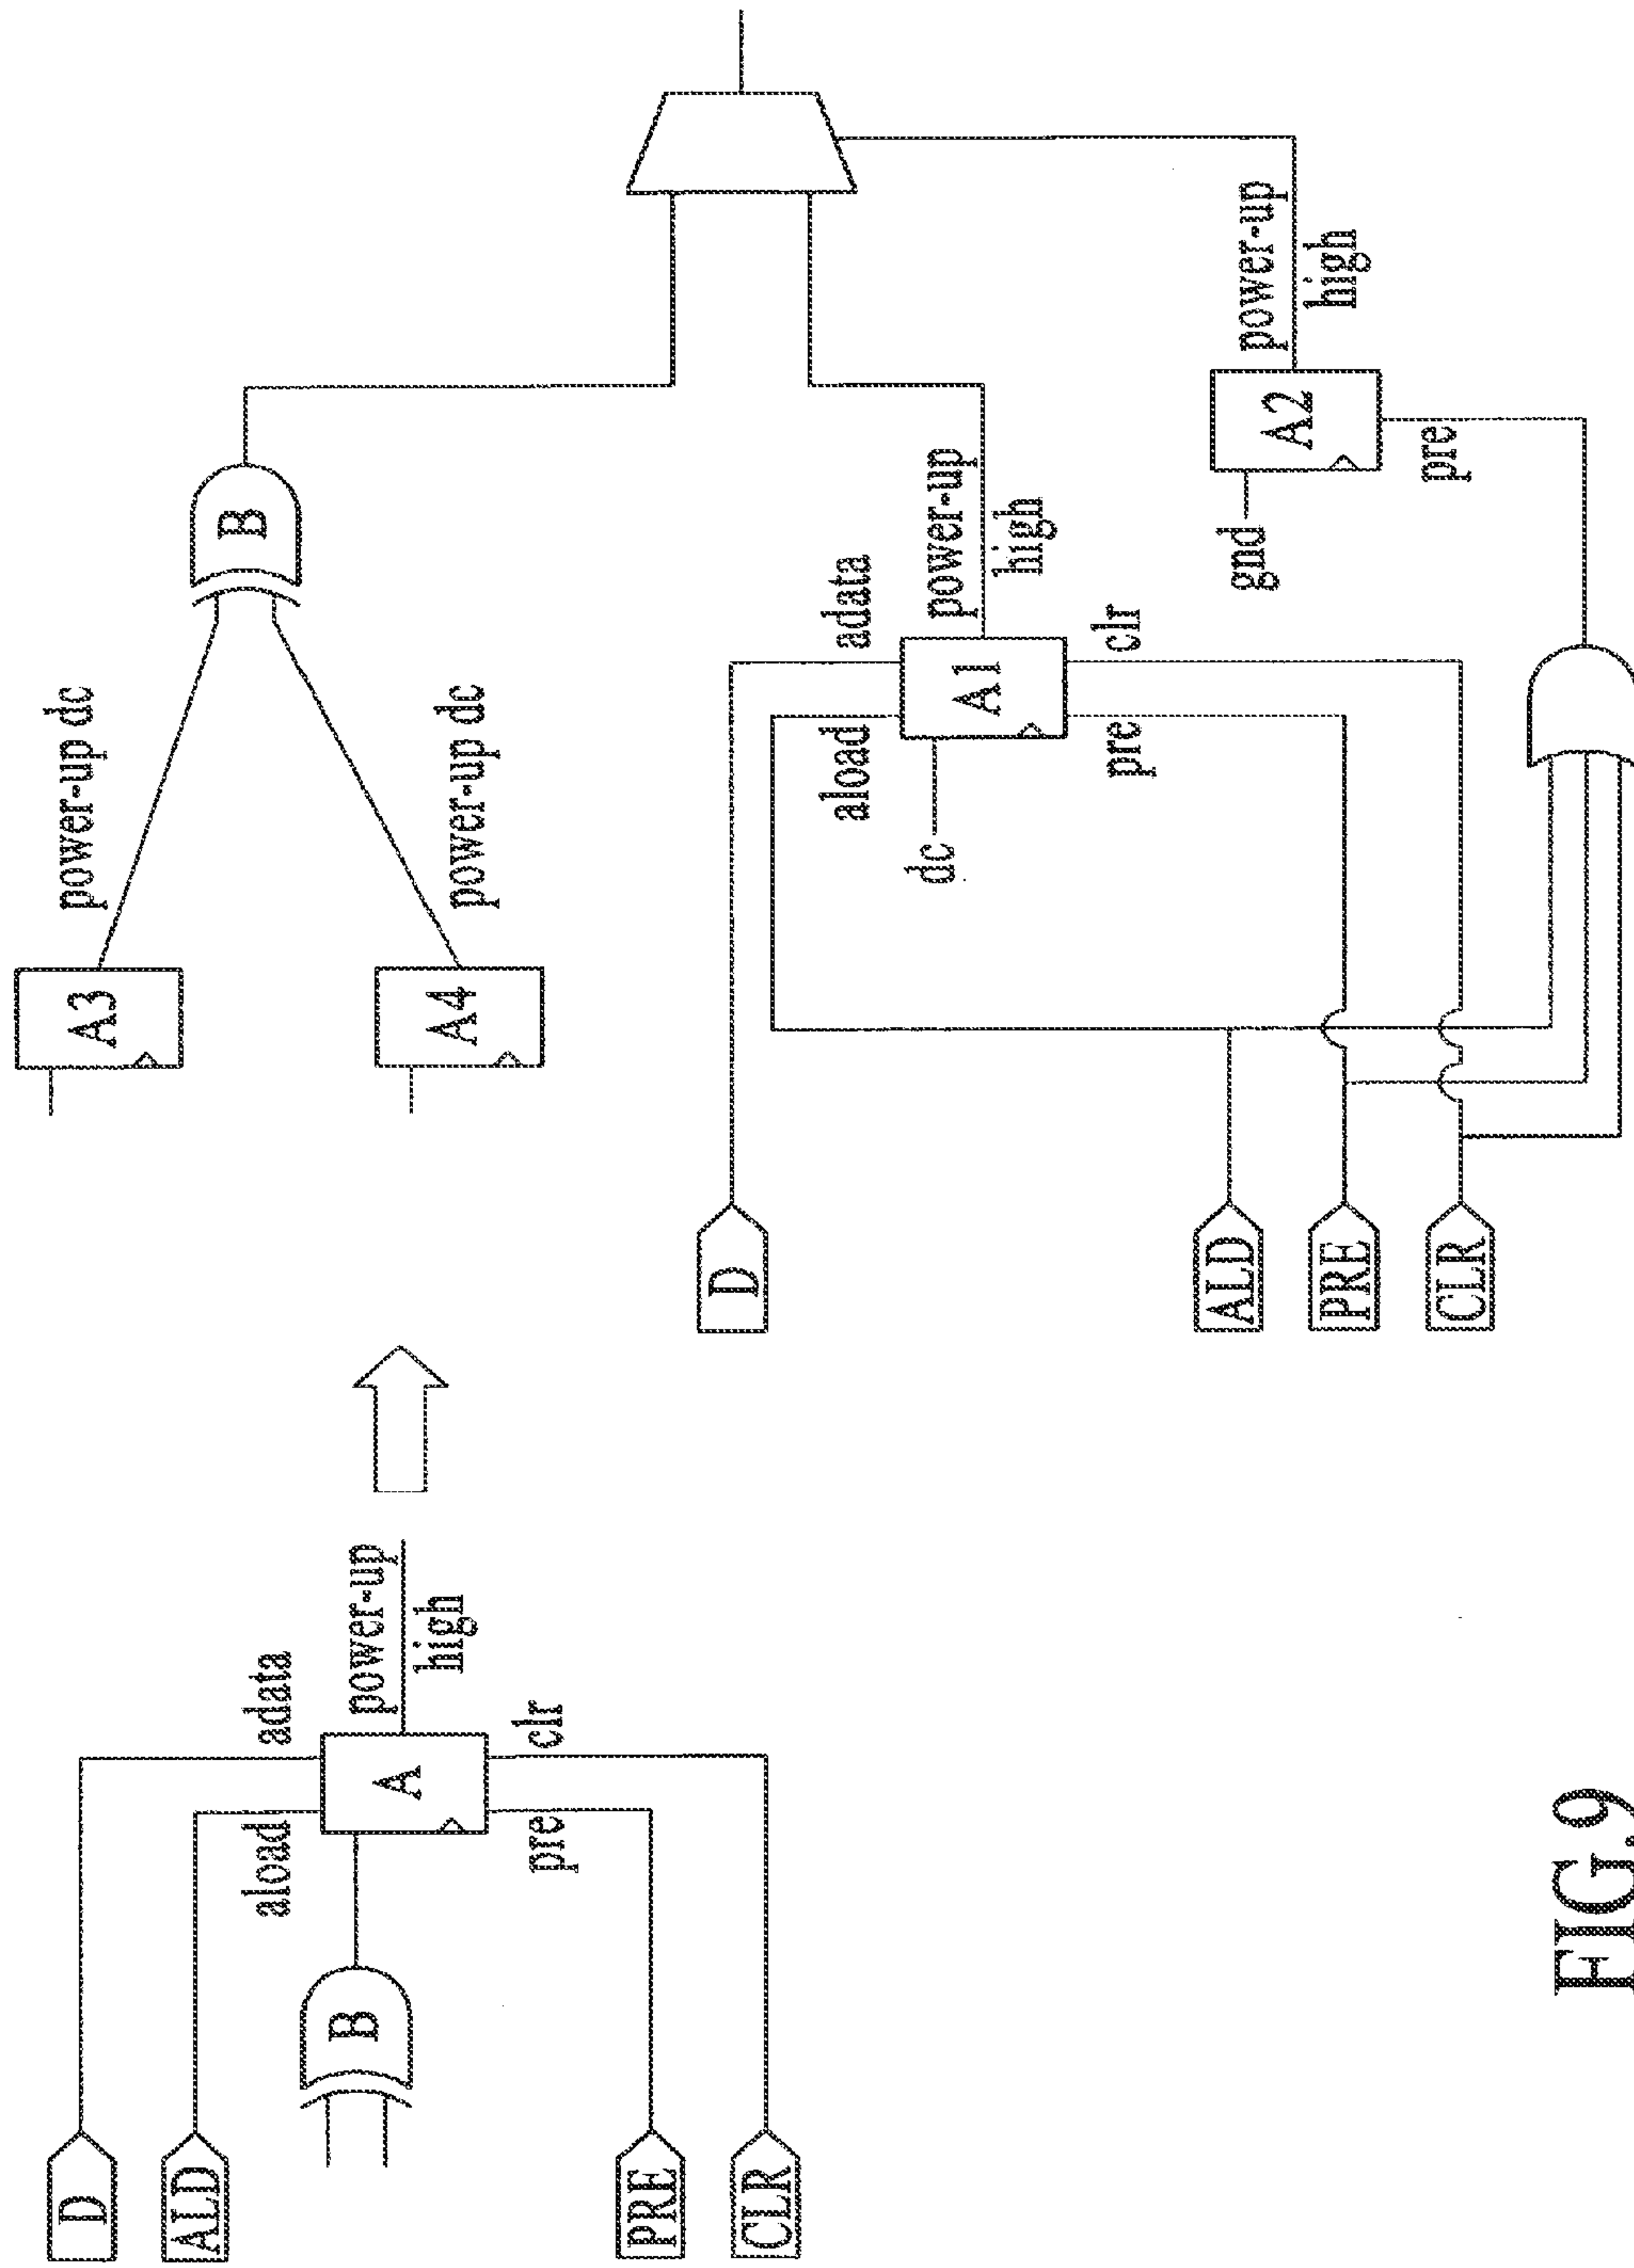 D
ALD
aload
adata
B
A
power-up
high
pre
clr
PRE
CLR
A3
power-up dc
A4
power-up dc
B
D
aload
adata
dc
A1
power-up
high
pre
clr
gnd
A2
power-up
high
pre
ALD
PRE
CLR
FIG.9